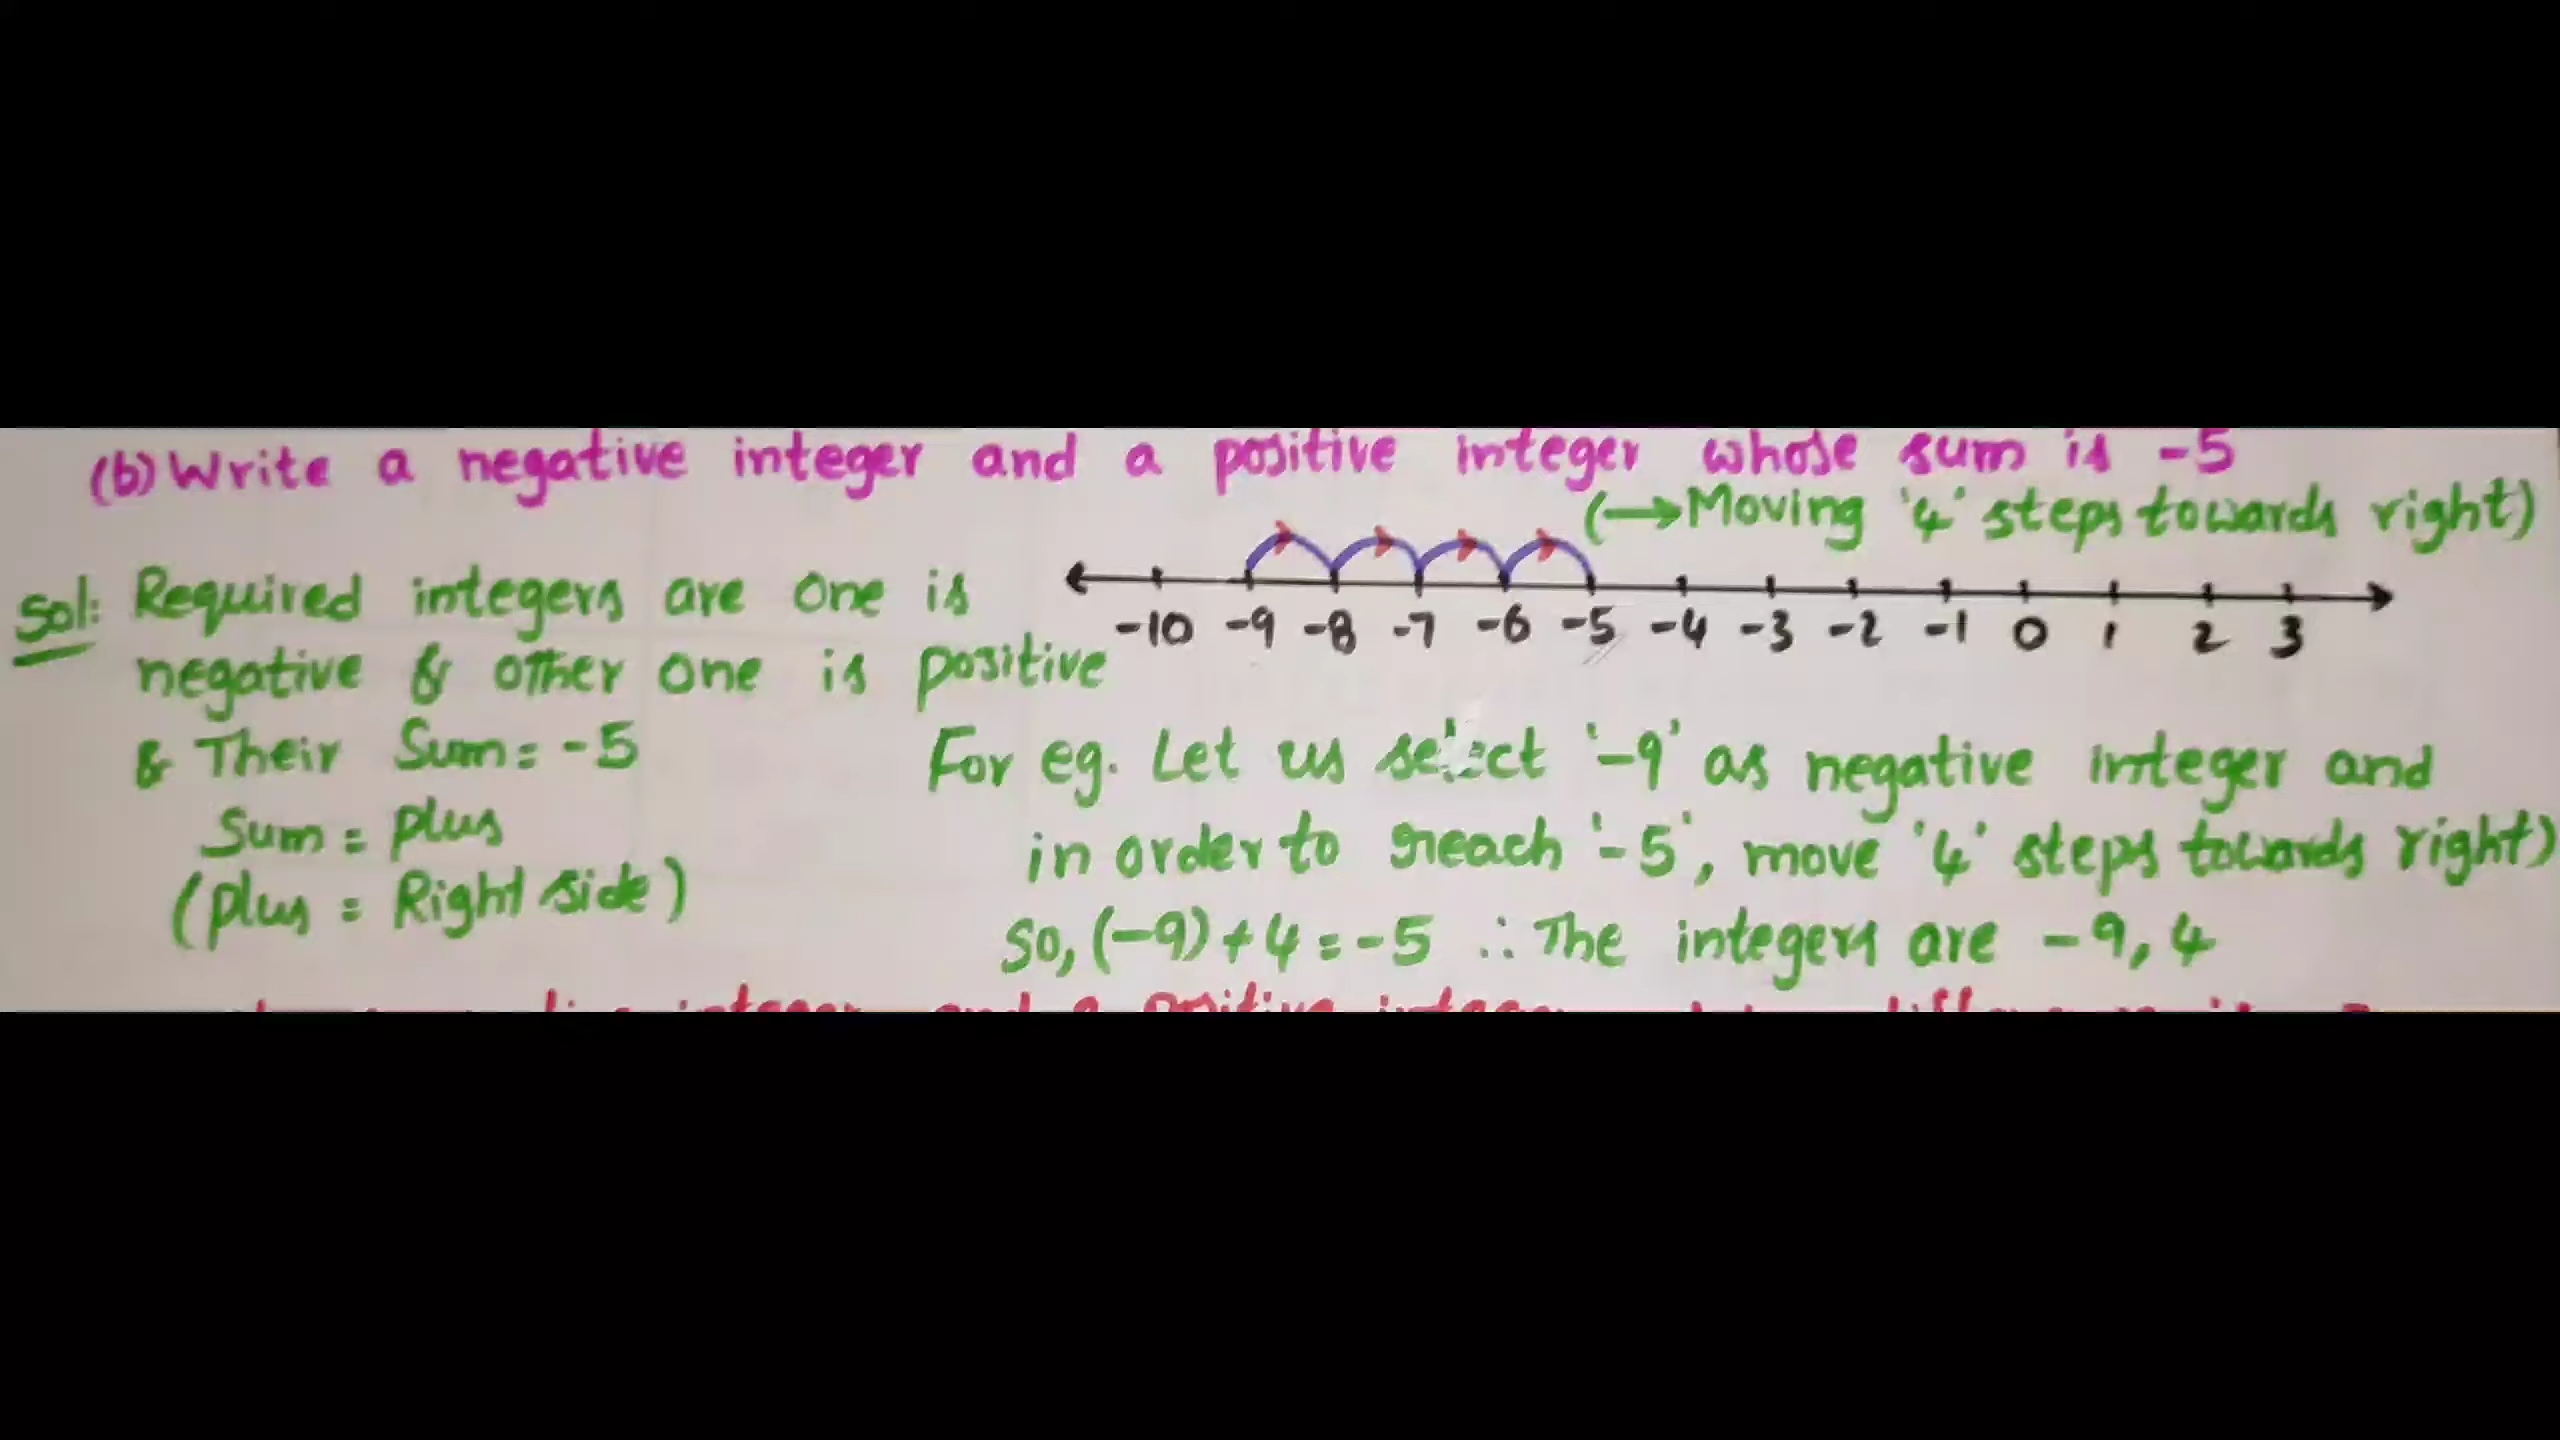 (b) Write a negative integer and a positive integer whose sum is -5
(→Moving '4' steps towards right)
Sol: Required integers are one is
negative & other one is positive
& Their Sum = -5
Sum = plus
(plus = Right side)
-10 -9 -8 -7 -6 -5 -4 -3 -2 -1 0 1 2 3
For eg. Let us select '-9' as negative integer and
in order to reach '-5', move '4' steps towards right)
So, (-9) + 4 = -5 ∴ The integers are -9, 4
integer and a positive integer